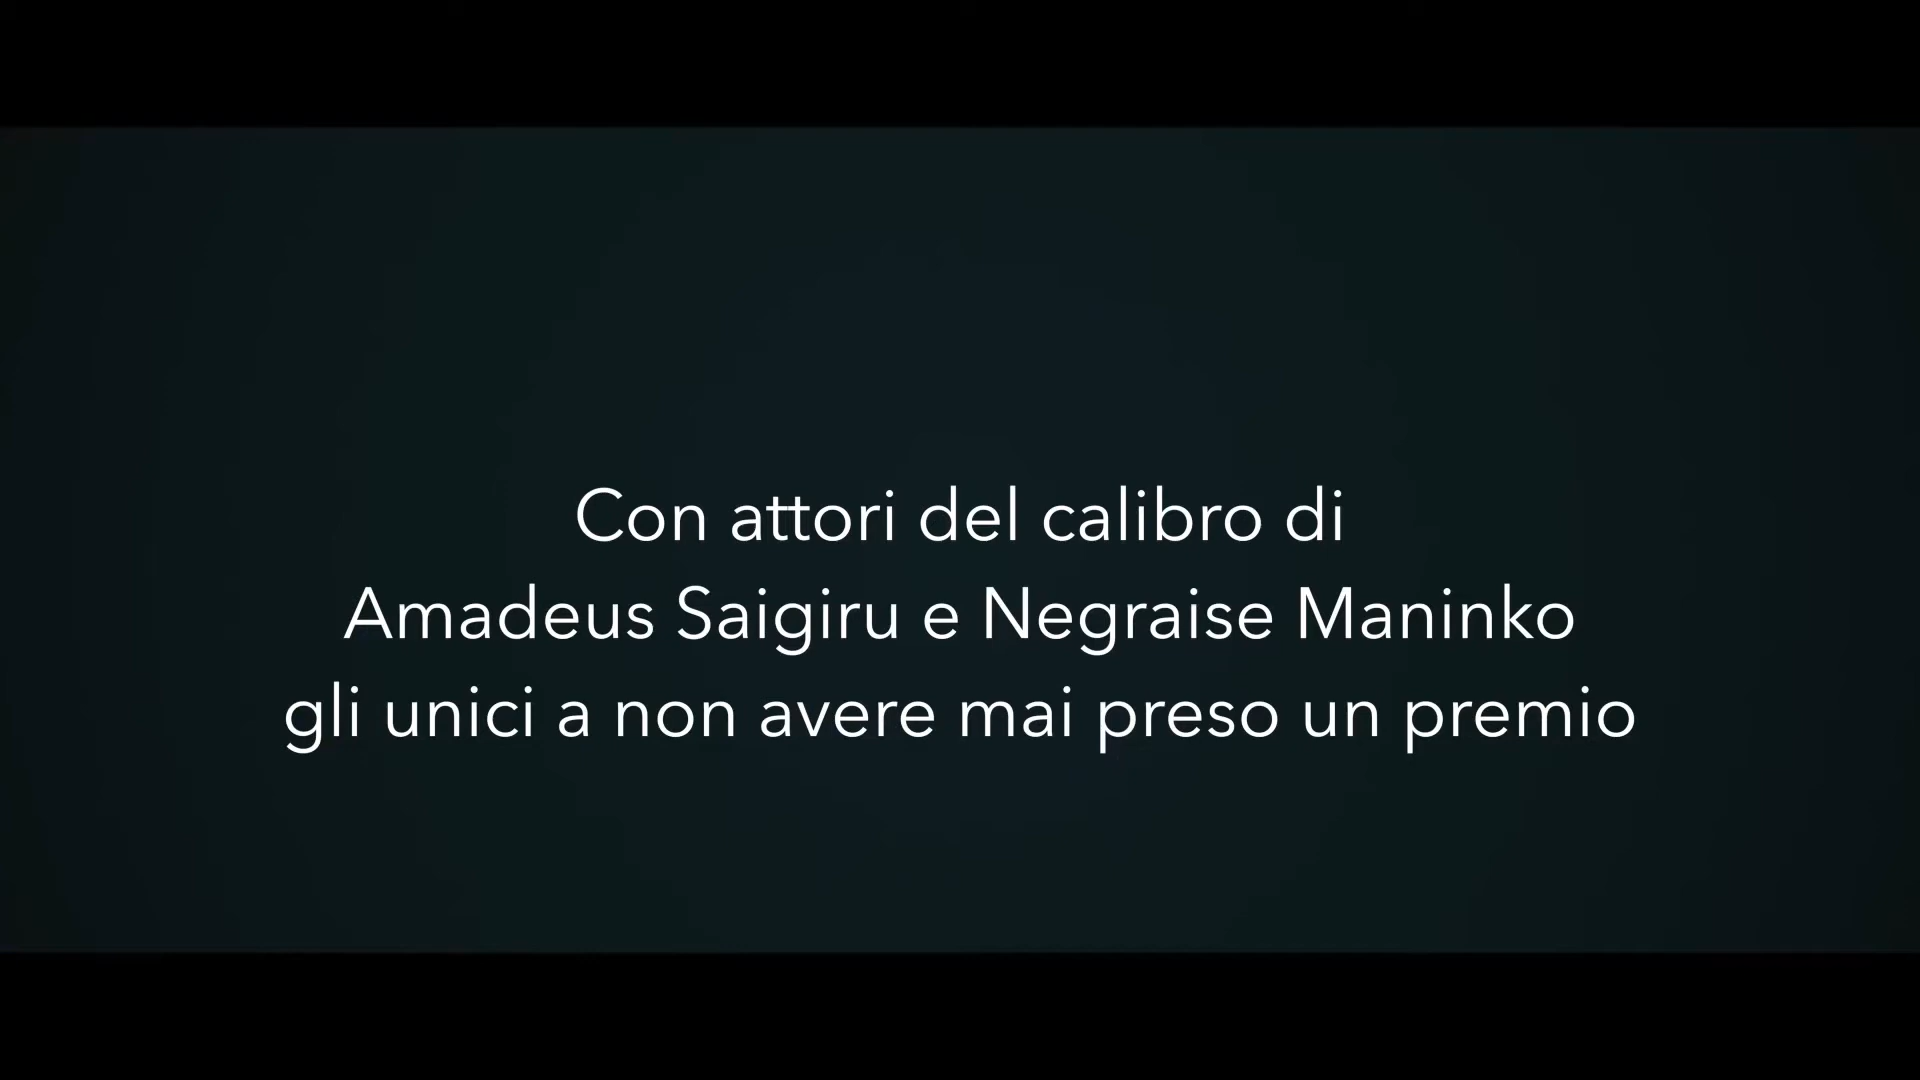 Con attori del calibro di
Amadeus Saigiru e Negraise Maninko
gli unici a non avere mai preso un premio